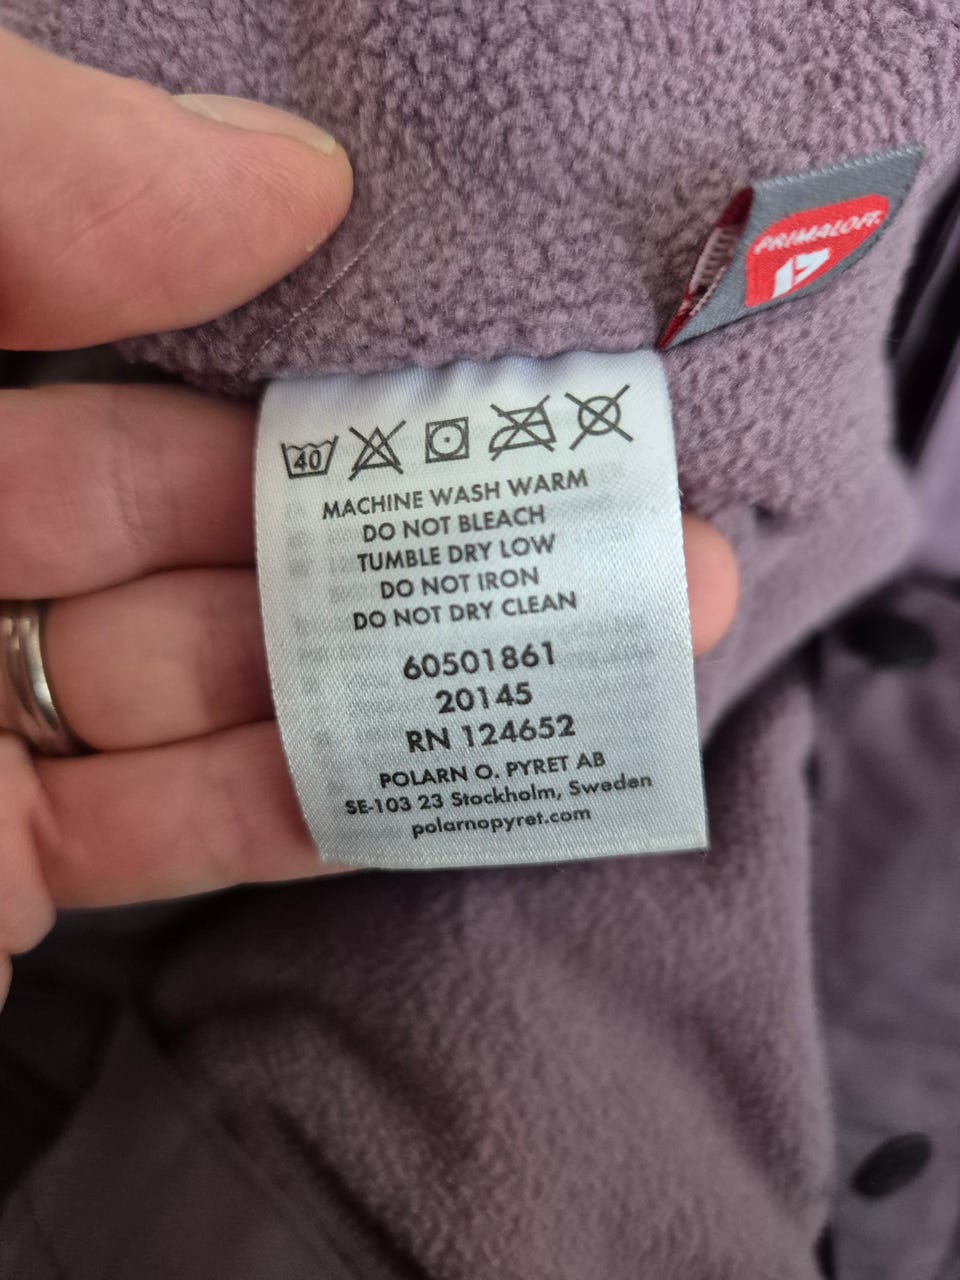 PRIMALOFT
40
MACHINE WASH WARM
DO NOT BLEACH
TUMBLE DRY LOW
DO NOT IRON
DO NOT DRY CLEAN
60501861
20145
RN 124652
POLARN O. PYRET AB
SE-103 23 Stockholm, Sweden
polarnopyret.com